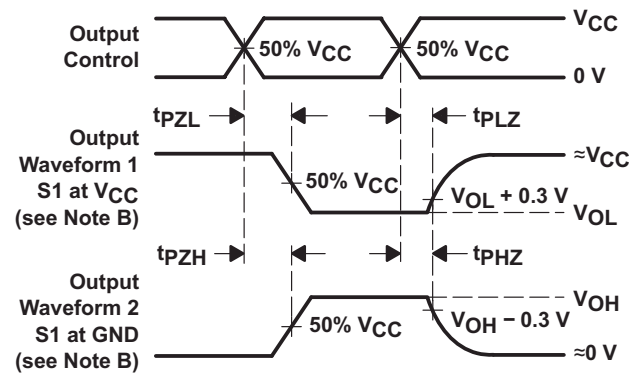 Output
Control
50% VCC
50% VCC
VCC
0 V
tPZL
tPLZ
Output
Waveform 1
S1 at VCC
(see Note B)
50% VCC
≈VCC
VOL + 0.3 V
VOL
tPZH
tPHZ
Output
Waveform 2
S1 at GND
(see Note B)
50% VCC
VOH
VOH − 0.3 V
≈0 V